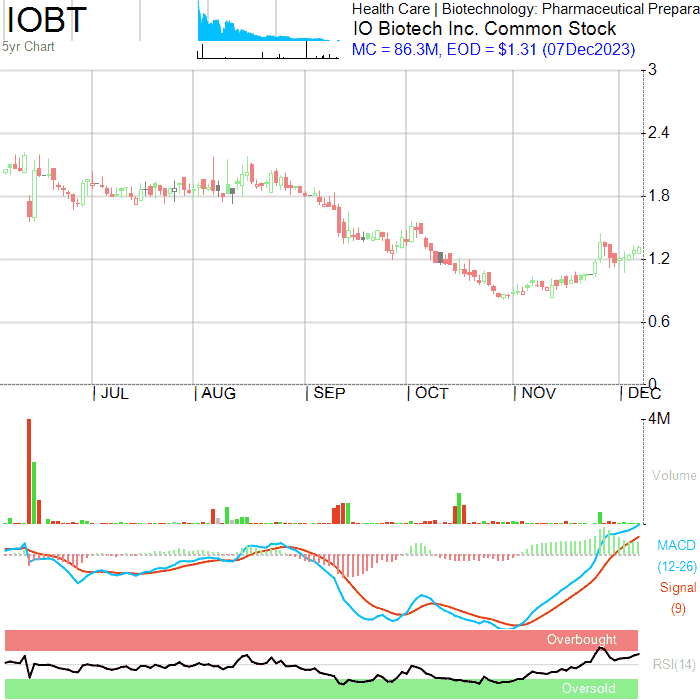 IOBT
5yr Chart
Health Care | Biotechnology: Pharmaceutical Prepara
IO Biotech Inc. Common Stock
MC = 86.3M, EOD = $1.31 (07Dec2023)
3
2.4
1.8
1.2
0.6
0
JUL
AUG
SEP
OCT
NOV
DEC
4M
Volume
MACD
(12-26)
Signal
(9)
Overbought
RSI(14)
Oversold